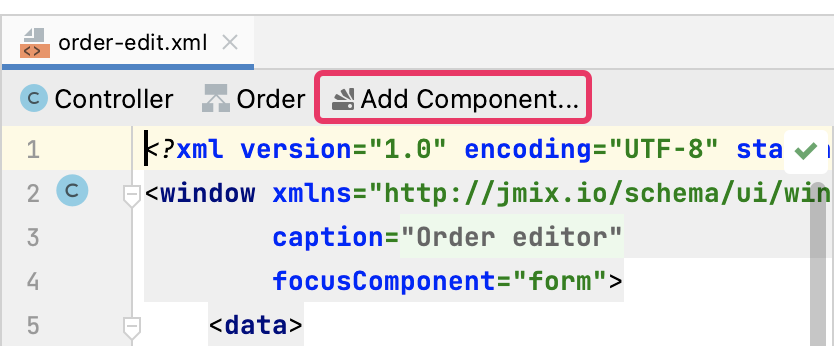 order-edit.xml
C Controller Order Add Component...
1 <?xml version="1.0" encoding="UTF-8" sta
2 C <window xmlns="http://jmix.io/schema/ui/win
3 caption="Order editor"
4 focusComponent="form">
5 <data>